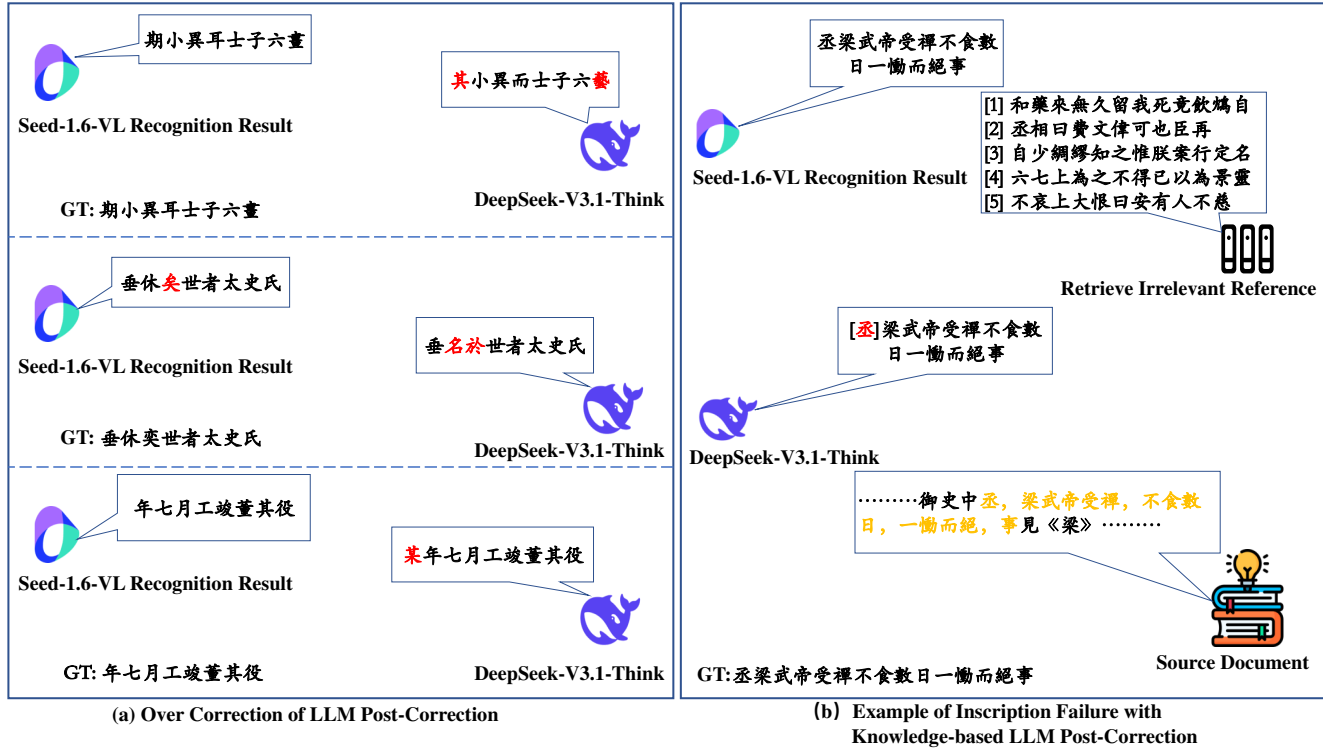 期小異耳士子六畫
Seed-1.6-VL Recognition Result
其小異而士子六藝
DeepSeek-V3.1-Think
GT: 期小異耳士子六畫
垂休矣世者太史氏
Seed-1.6-VL Recognition Result
垂名於世者太史氏
DeepSeek-V3.1-Think
GT: 垂休奕世者太史氏
年七月工竣董其役
Seed-1.6-VL Recognition Result
某年七月工竣董其役
DeepSeek-V3.1-Think
GT: 年七月工竣董其役
(a) Over Correction of LLM Post-Correction
丞梁武帝受禪不食數
日一慟而絕事
Seed-1.6-VL Recognition Result
[1] 和藥來無久留我死竟飲熇自
[2] 丞相曰費文偉可也臣再
[3] 自少綢繆知之惟朕案行定名
[4] 六七上為之不得已以為景靈
[5] 不哀上大恨曰安有人不慈
Retrieve Irrelevant Reference
[丞]梁武帝受禪不食數
日一慟而絕事
DeepSeek-V3.1-Think
………御史中丞，梁武帝受禪，不食數
日，一慟而絕，事見《梁》………
Source Document
GT:丞梁武帝受禪不食數日一慟而絕事
(b) Example of Inscription Failure with
Knowledge-based LLM Post-Correction